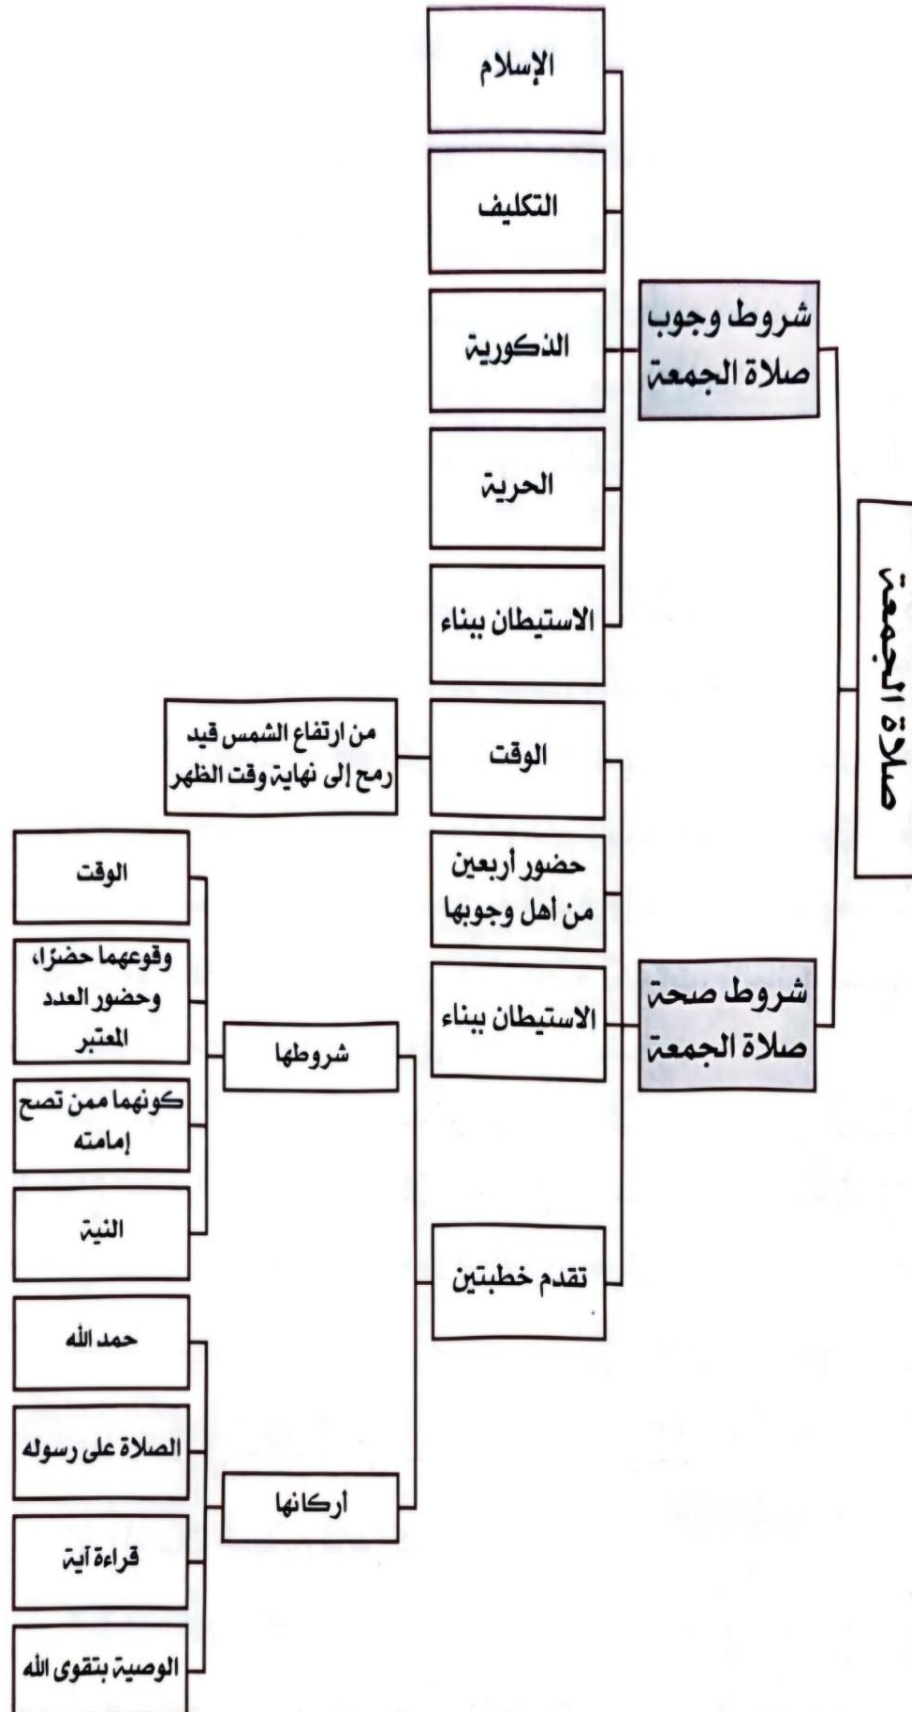 صلاة الجمعة
شروط وجوب
صلاة الجمعة
الإسلام
التكليف
الذكورية
الحرية
الاستيطان ببناء
شروط صحة
صلاة الجمعة
الوقت
من ارتفاع الشمس قيد
رمح إلى نهاية وقت الظهر
حضور أربعين
من أهل وجوبها
الاستيطان ببناء
تقدم خطبتين
شروطها
الوقت
وقوعهما حضرًا،
وحضور العدد
المعتبر
كونهما ممن تصح
إمامته
النية
أركانها
حمد الله
الصلاة على رسوله
قراءة آية
الوصية بتقوى الله